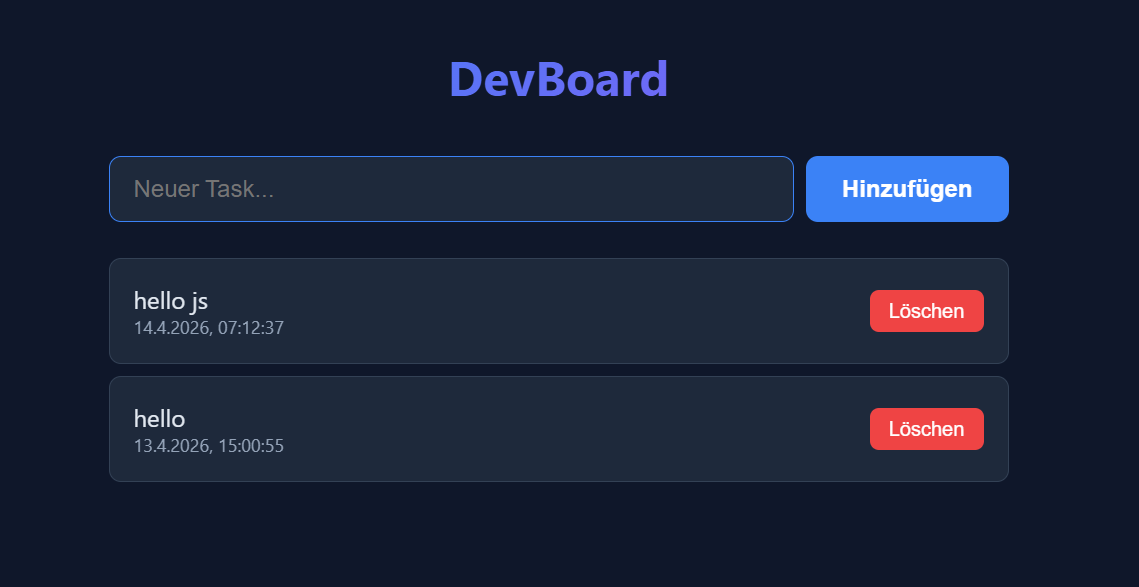 DevBoard
Neuer Task...
Hinzufügen
hello js
14.4.2026, 07:12:37
Löschen
hello
13.4.2026, 15:00:55
Löschen